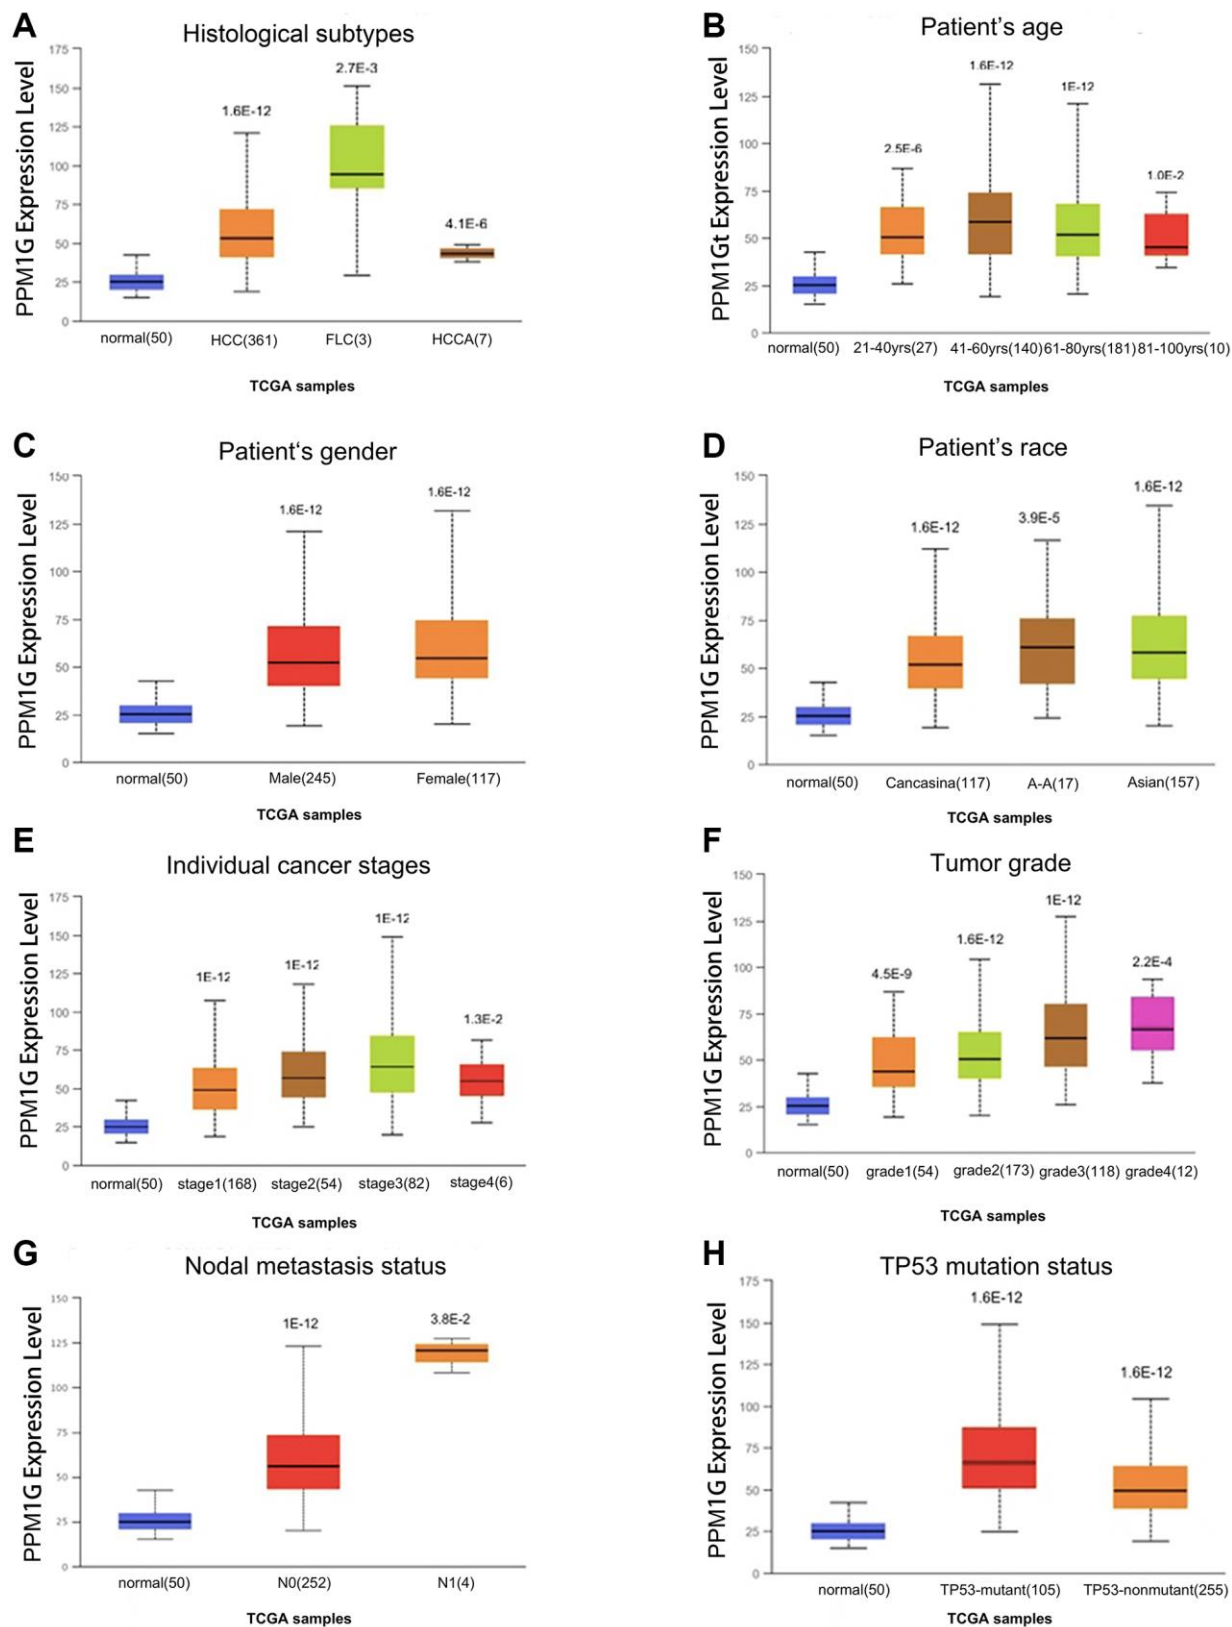 A
Histological subtypes
PPM1G Expression Level
175
150
125
100
75
50
25
0
1.6E-12
2.7E-3
4.1E-6
normal(50) HCC(361) FLC(3) HCCA(7)
TCGA samples
B
Patient’s age
PPM1Gt Expression Level
150
125
100
75
50
25
0
2.5E-6
1.6E-12
1E-12
1.0E-2
normal(50) 21-40yrs(27) 41-60yrs(140) 61-80yrs(181) 81-100yrs(10)
TCGA samples
C
Patient‘s gender
PPM1G Expression Level
150
125
100
75
50
25
0
1.6E-12
1.6E-12
normal(50) Male(245) Female(117)
TCGA samples
D
Patient’s race
PPM1G Expression Level
150
125
100
75
50
25
0
1.6E-12
3.9E-5
1.6E-12
normal(50) Cancasina(117) A-A(17) Asian(157)
TCGA samples
E
Individual cancer stages
PPM1G Expression Level
175
150
125
100
75
50
25
0
1E-12
1E-12
1E-12
1.3E-2
normal(50) stage1(168) stage2(54) stage3(82) stage4(6)
TCGA samples
F
Tumor grade
PPM1G Expression Level
150
125
100
75
50
25
0
4.5E-9
1.6E-12
1E-12
2.2E-4
normal(50) grade1(54) grade2(173) grade3(118) grade4(12)
TCGA samples
G
Nodal metastasis status
PPM1G Expression Level
150
125
100
75
50
25
0
1E-12
3.8E-2
normal(50) N0(252) N1(4)
TCGA samples
H
TP53 mutation status
PPM1G Expression Level
175
150
125
100
75
50
25
0
1.6E-12
1.6E-12
normal(50) TP53-mutant(105) TP53-nonmutant(255)
TCGA samples